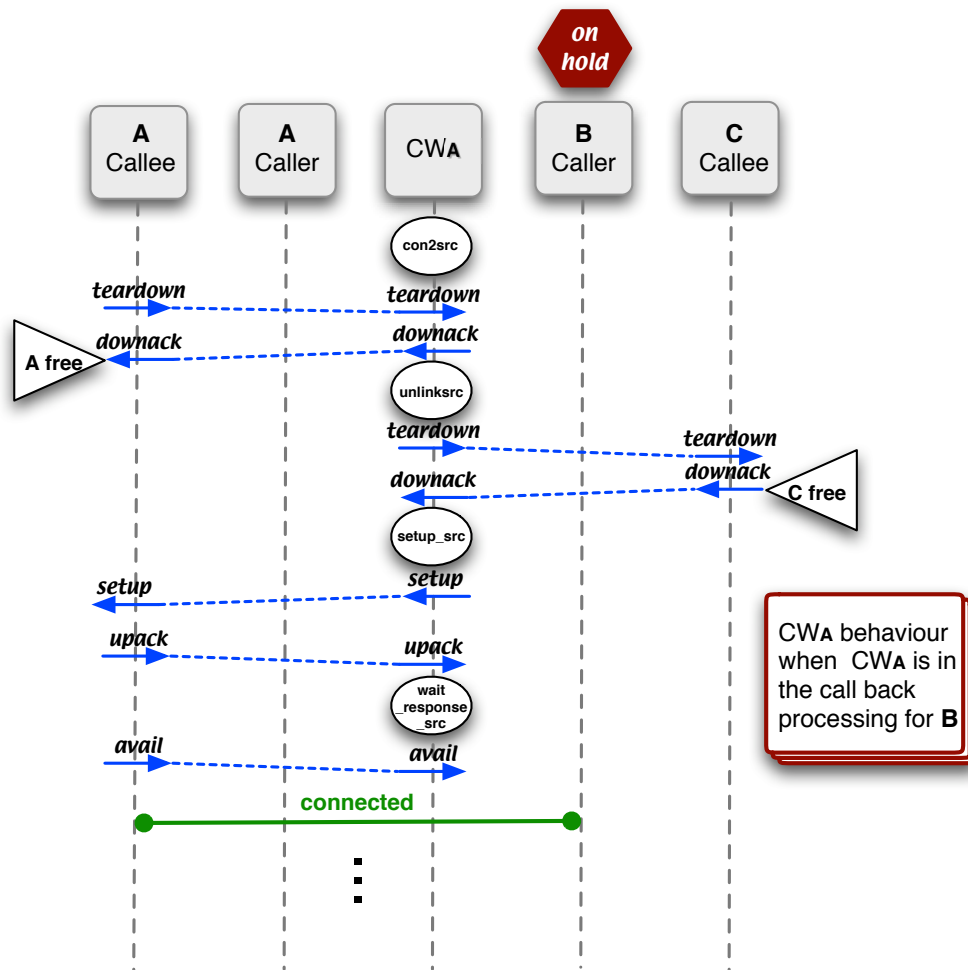 on
hold
A
Callee
A
Caller
CWA
B
Caller
C
Callee
con2src
teardown
teardown
downack
downack
A free
unlinksrc
teardown
teardown
downack
downack
C free
setup_src
setup
setup
upack
upack
wait
_response
_src
avail
avail
connected
CWA behaviour
when CWA is in
the call back
processing for B